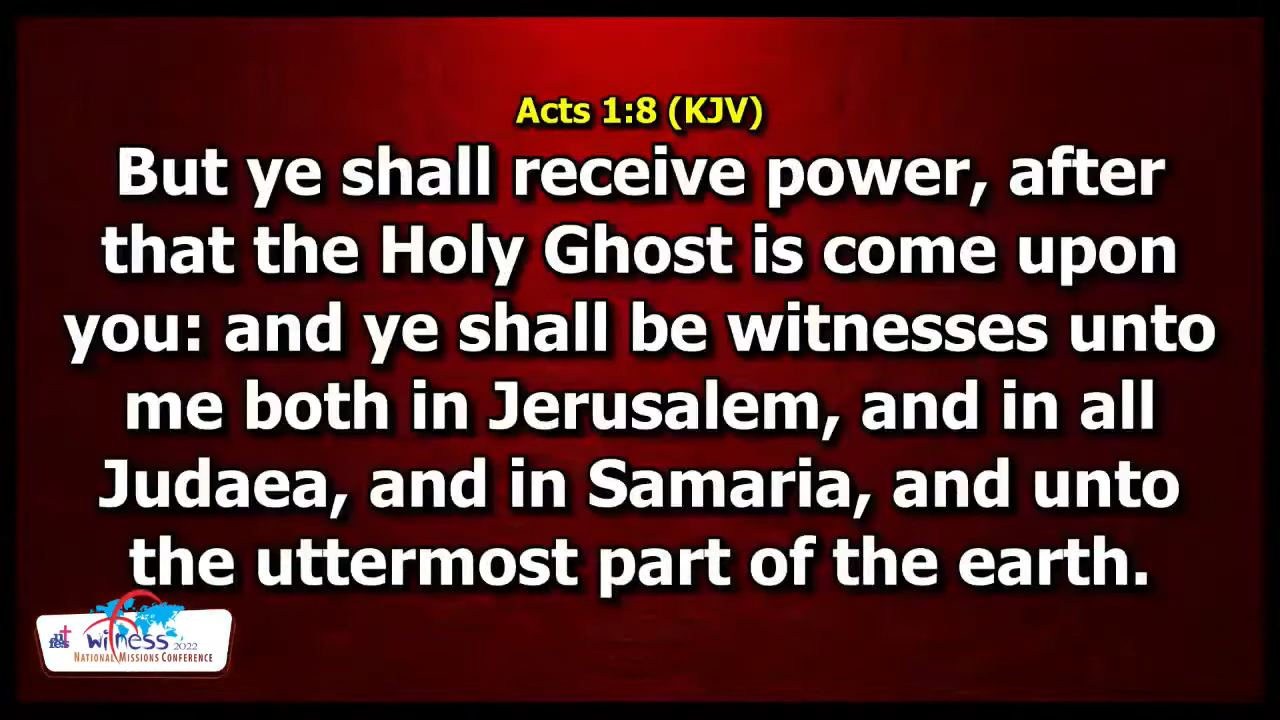 Acts 1:8 (KJV)
But ye shall receive power, after
that the Holy Ghost is come upon
you: and ye shall be witnesses unto
me both in Jerusalem, and in all
Judaea, and in Samaria, and unto
the uttermost part of the earth.
witness 2022
NATIONAL MISSIONS CONFERENCE